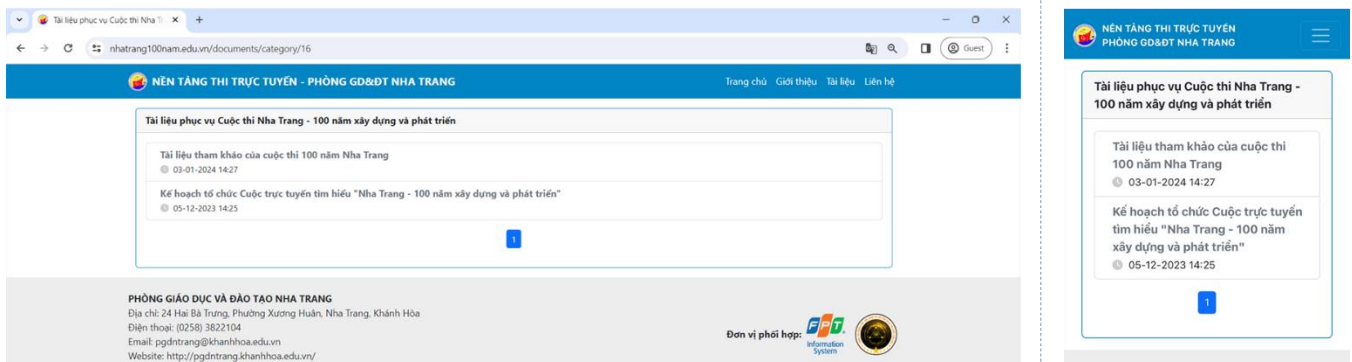 Tài liệu phục vụ Cuộc thi Nha Tr
nhatrang100nam.edu.vn/documents/category/16
Guest
NỀN TẢNG THI TRỰC TUYẾN - PHÒNG GD&ĐT NHA TRANG
Trang chủ Giới thiệu Tài liệu Liên hệ
Tài liệu phục vụ Cuộc thi Nha Trang - 100 năm xây dựng và phát triển
Tài liệu tham khảo của cuộc thi 100 năm Nha Trang
03-01-2024 14:27
Kế hoạch tổ chức Cuộc trực tuyến tìm hiểu "Nha Trang - 100 năm xây dựng và phát triển"
05-12-2023 14:25
1
PHÒNG GIÁO DỤC VÀ ĐÀO TẠO NHA TRANG
Địa chỉ: 24 Hai Bà Trưng, Phường Xương Huân, Nha Trang, Khánh Hòa
Điện thoại: (0258) 3822104
Email: pgdntrang@khanhhoa.edu.vn
Website: http://pgdntrang.khanhhoa.edu.vn/
Đơn vị phối hợp:
FPT
Information
System
NỀN TẢNG THI TRỰC TUYẾN
PHÒNG GD&ĐT NHA TRANG
Tài liệu phục vụ Cuộc thi Nha Trang -
100 năm xây dựng và phát triển
Tài liệu tham khảo của cuộc thi
100 năm Nha Trang
03-01-2024 14:27
Kế hoạch tổ chức Cuộc trực tuyến
tìm hiểu "Nha Trang - 100 năm
xây dựng và phát triển"
05-12-2023 14:25
1